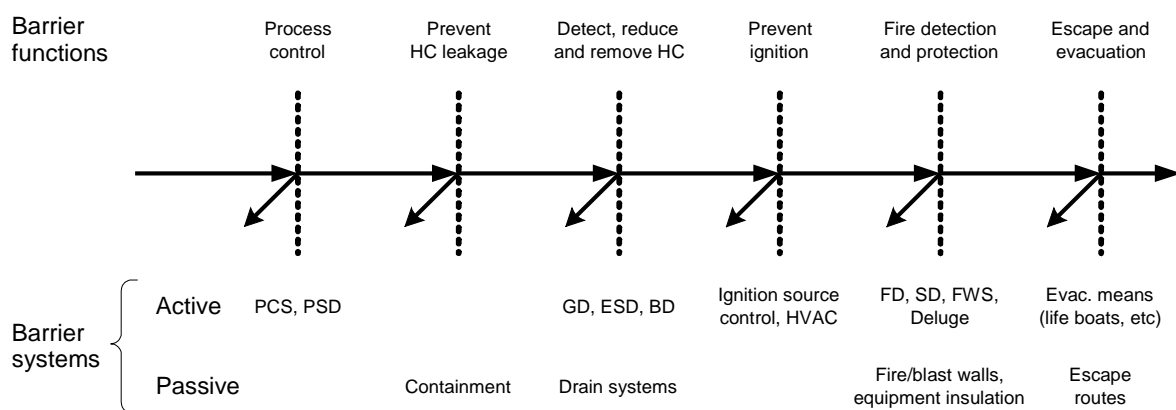 Barrier
functions
Process
control
Prevent
HC leakage
Detect, reduce
and remove HC
Prevent
ignition
Fire detection
and protection
Escape and
evacuation
Barrier
systems
Active
PCS, PSD
GD, ESD, BD
Ignition source
control, HVAC
FD, SD, FWS,
Deluge
Evac. means
(life boats, etc)
Passive
Containment
Drain systems
Fire/blast walls,
equipment insulation
Escape
routes